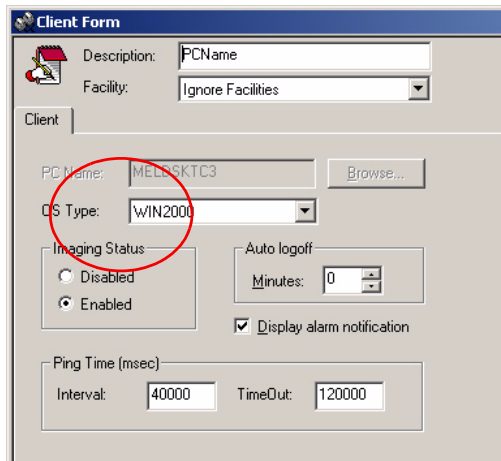 Client Form
Description: PCName
Facility: Ignore Facilities
Client
PC Name: MELDSKTC3 Browse...
OS Type: WIN2000
Imaging Status
Disabled
Enabled
Auto logoff
Minutes: 0
Display alarm notification
Ping Time (msec)
Interval: 40000 TimeOut: 120000